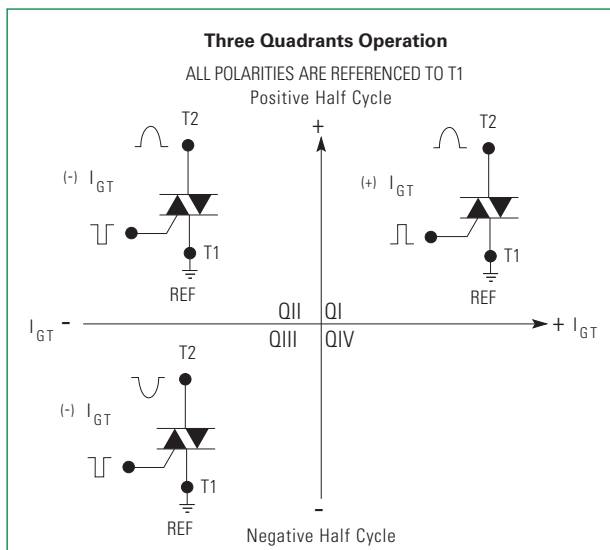 Three Quadrants Operation
ALL POLARITIES ARE REFERENCED TO T1
Positive Half Cycle
+
T2
(-) IGT
T1
REF
T2
(+) IGT
T1
REF
IGT -
QII
QI
+ IGT
QIII
QIV
T2
(-) IGT
T1
REF
-
Negative Half Cycle